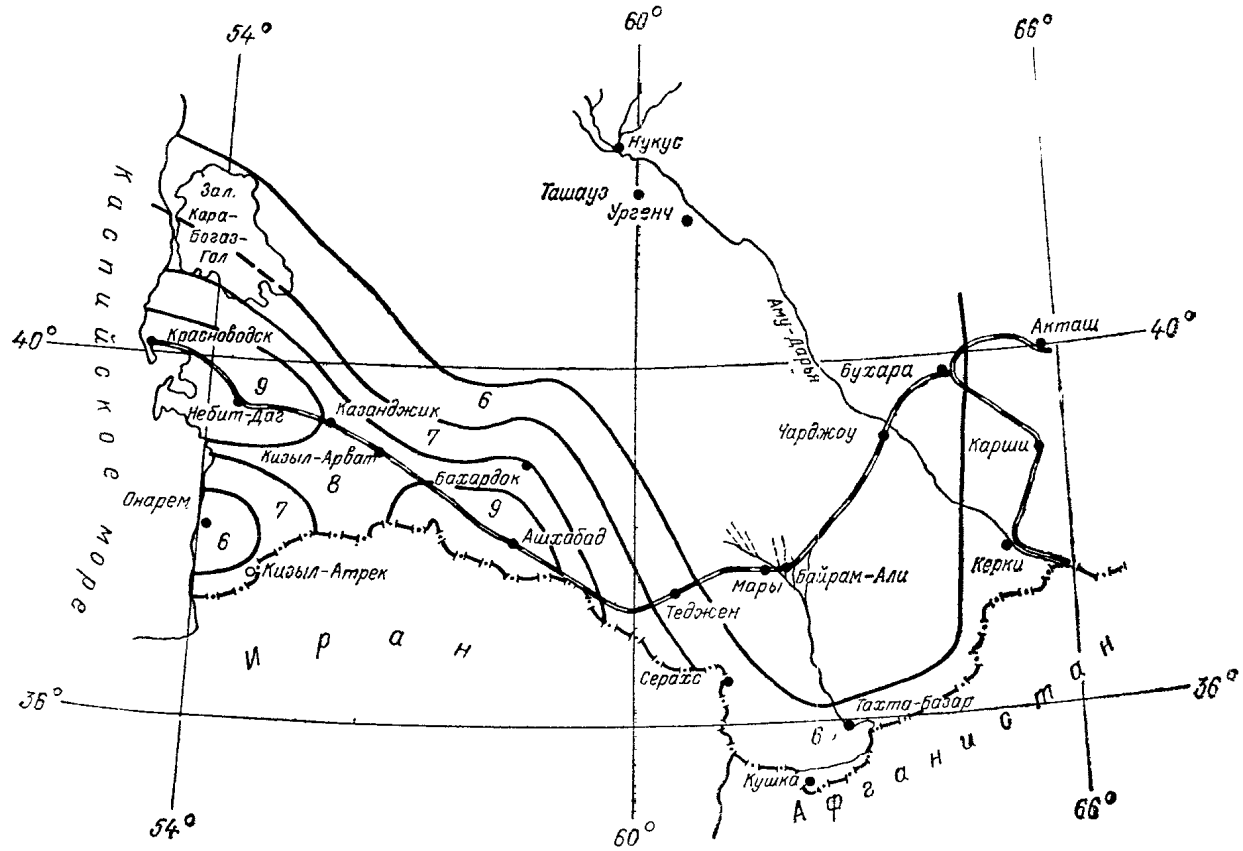 54°
60°
66°
Нукус
Ташауз
Ургенч
Зал.
Кара-
Богаз-
Гол
Каспийское море
Аму-Дарья
40°
Красноводск
Акташ
40°
Бухара
9
Небит-Даг
Казанджик
6
7
Чарджоу
Карши
Кизыл-Арват
8
Бахардок
Онарем
7
9
6
Ашхабад
Кизыл-Атрек
Мары
Байрам-Али
Керки
Теджен
Иран
Серахс
36°
Тахта-базар
36°
6
Кушка
Афганистан
54°
60°
66°